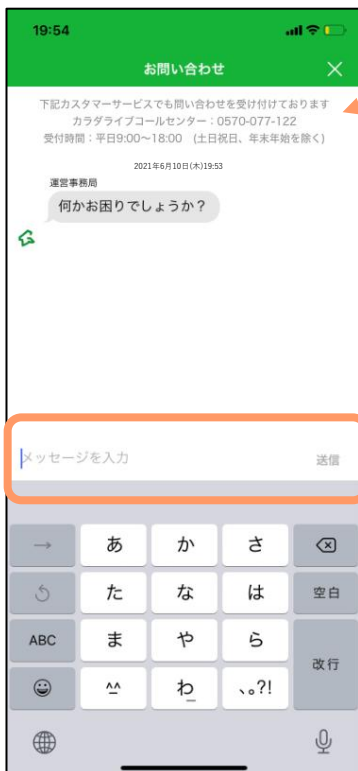 19:54
お問い合わせ
下記カスタマーサービスでも問い合わせを受け付けております
カラダライブコールセンター：0570-077-122
受付時間：平日9:00〜18:00　(土日祝日、年末年始を除く)
2021年6月10日(木)19:53
運営事務局
何かお困りでしょうか？
メッセージを入力 送信
→ あ か さ
た な は 空白
ABC ま や ら
改行
^^ わ 、。?!